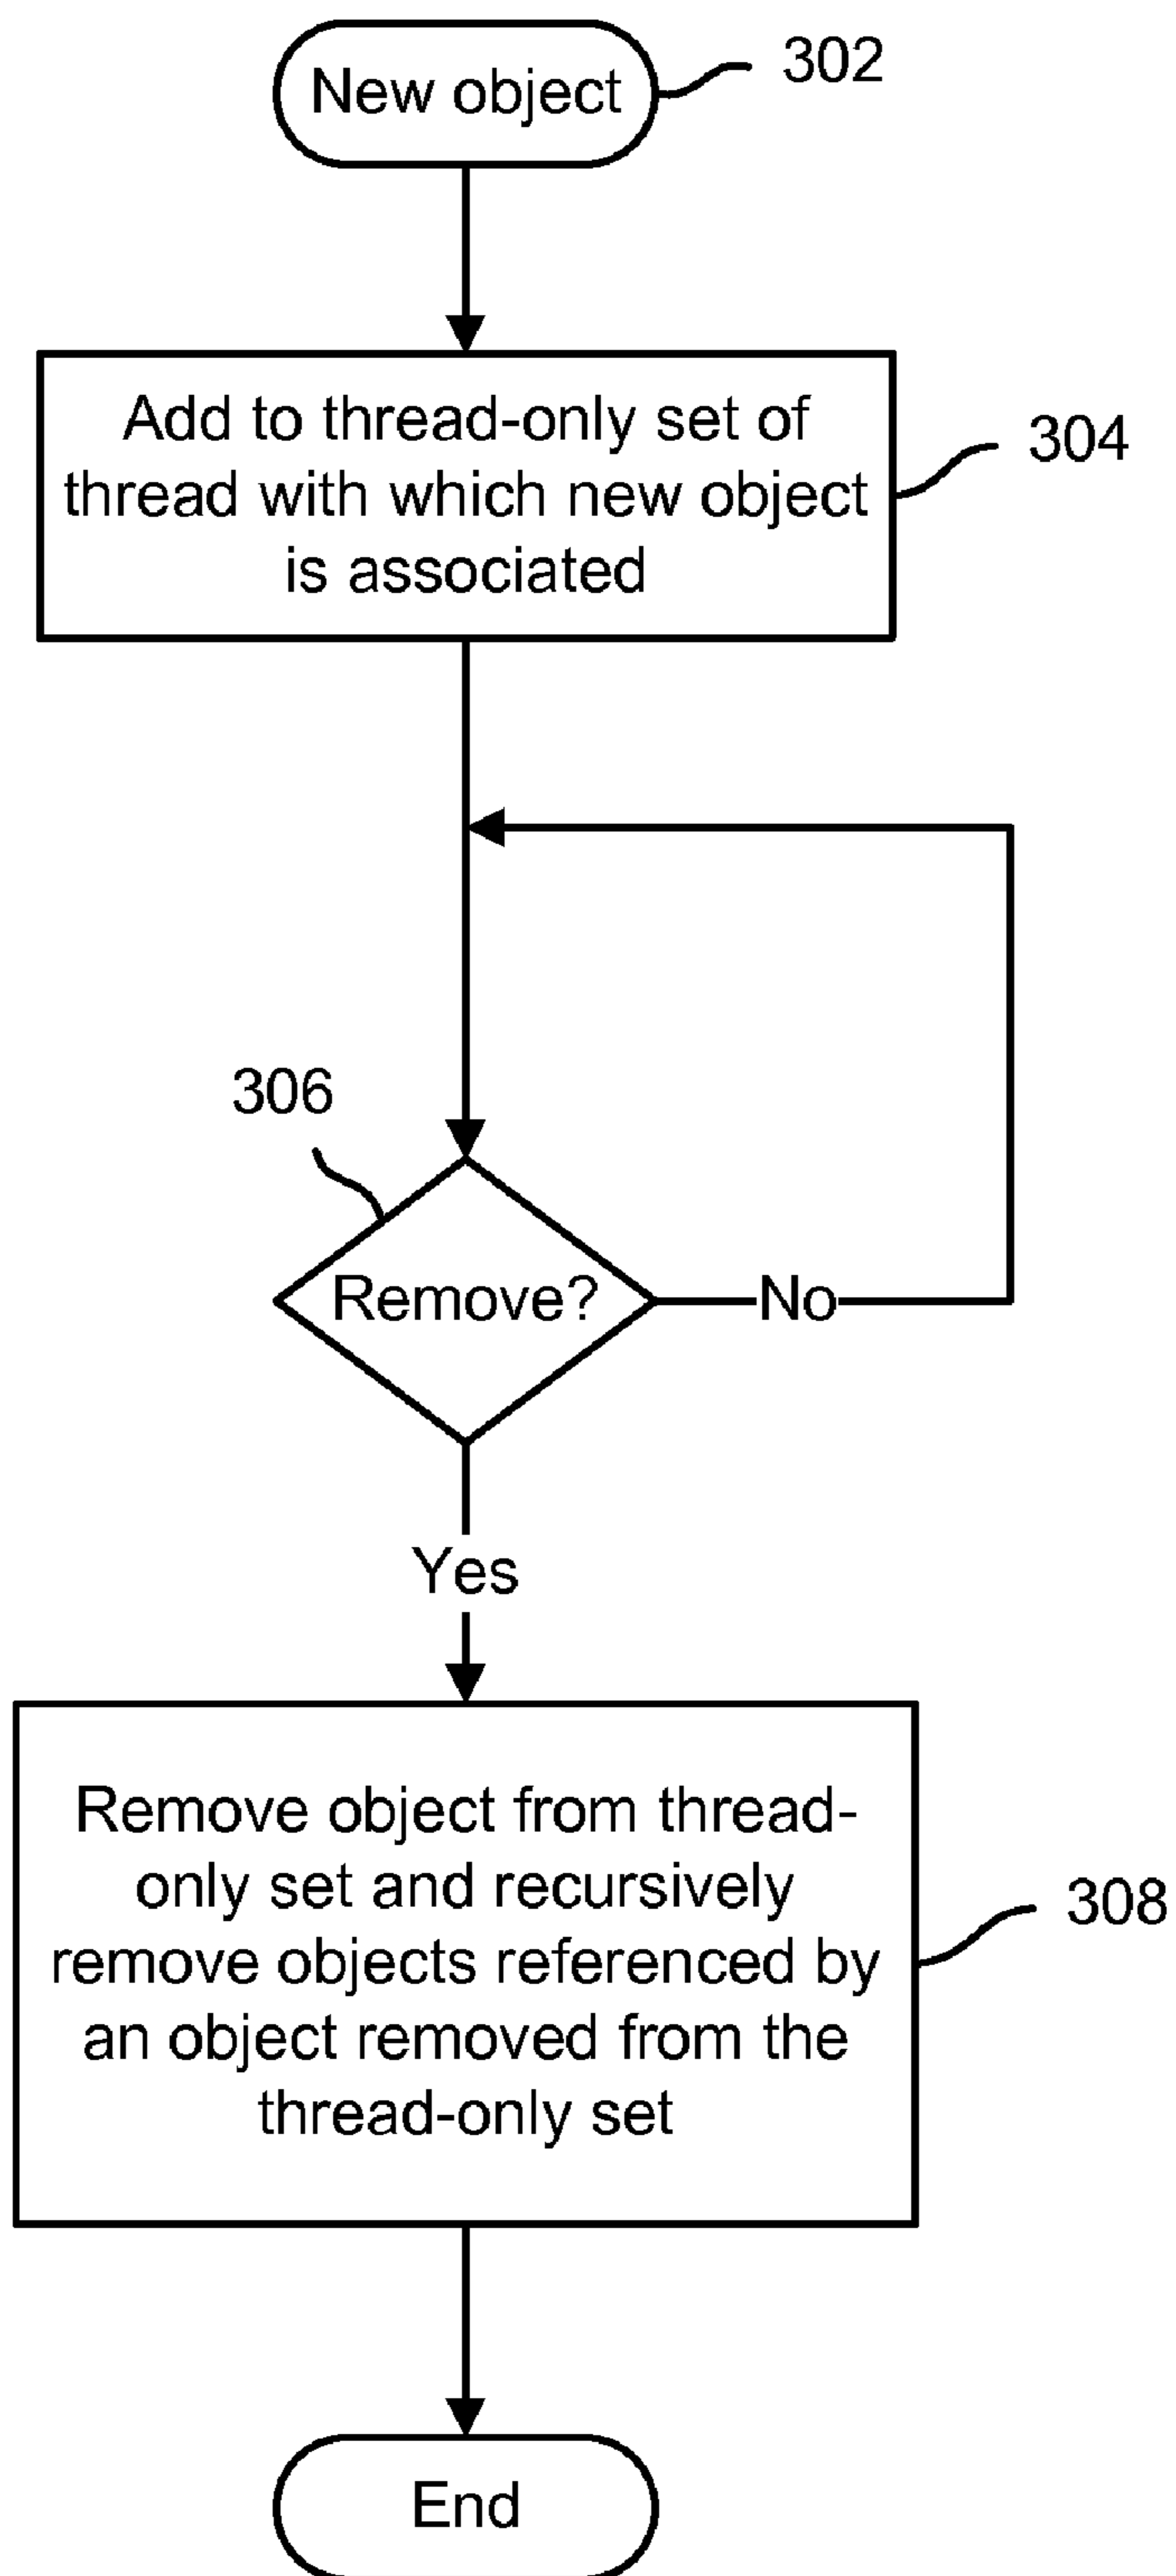 New object
302
Add to thread-only set of
thread with which new object
is associated
304
306
Remove?
No
Yes
Remove object from thread-
only set and recursively
remove objects referenced by
an object removed from the
thread-only set
308
End